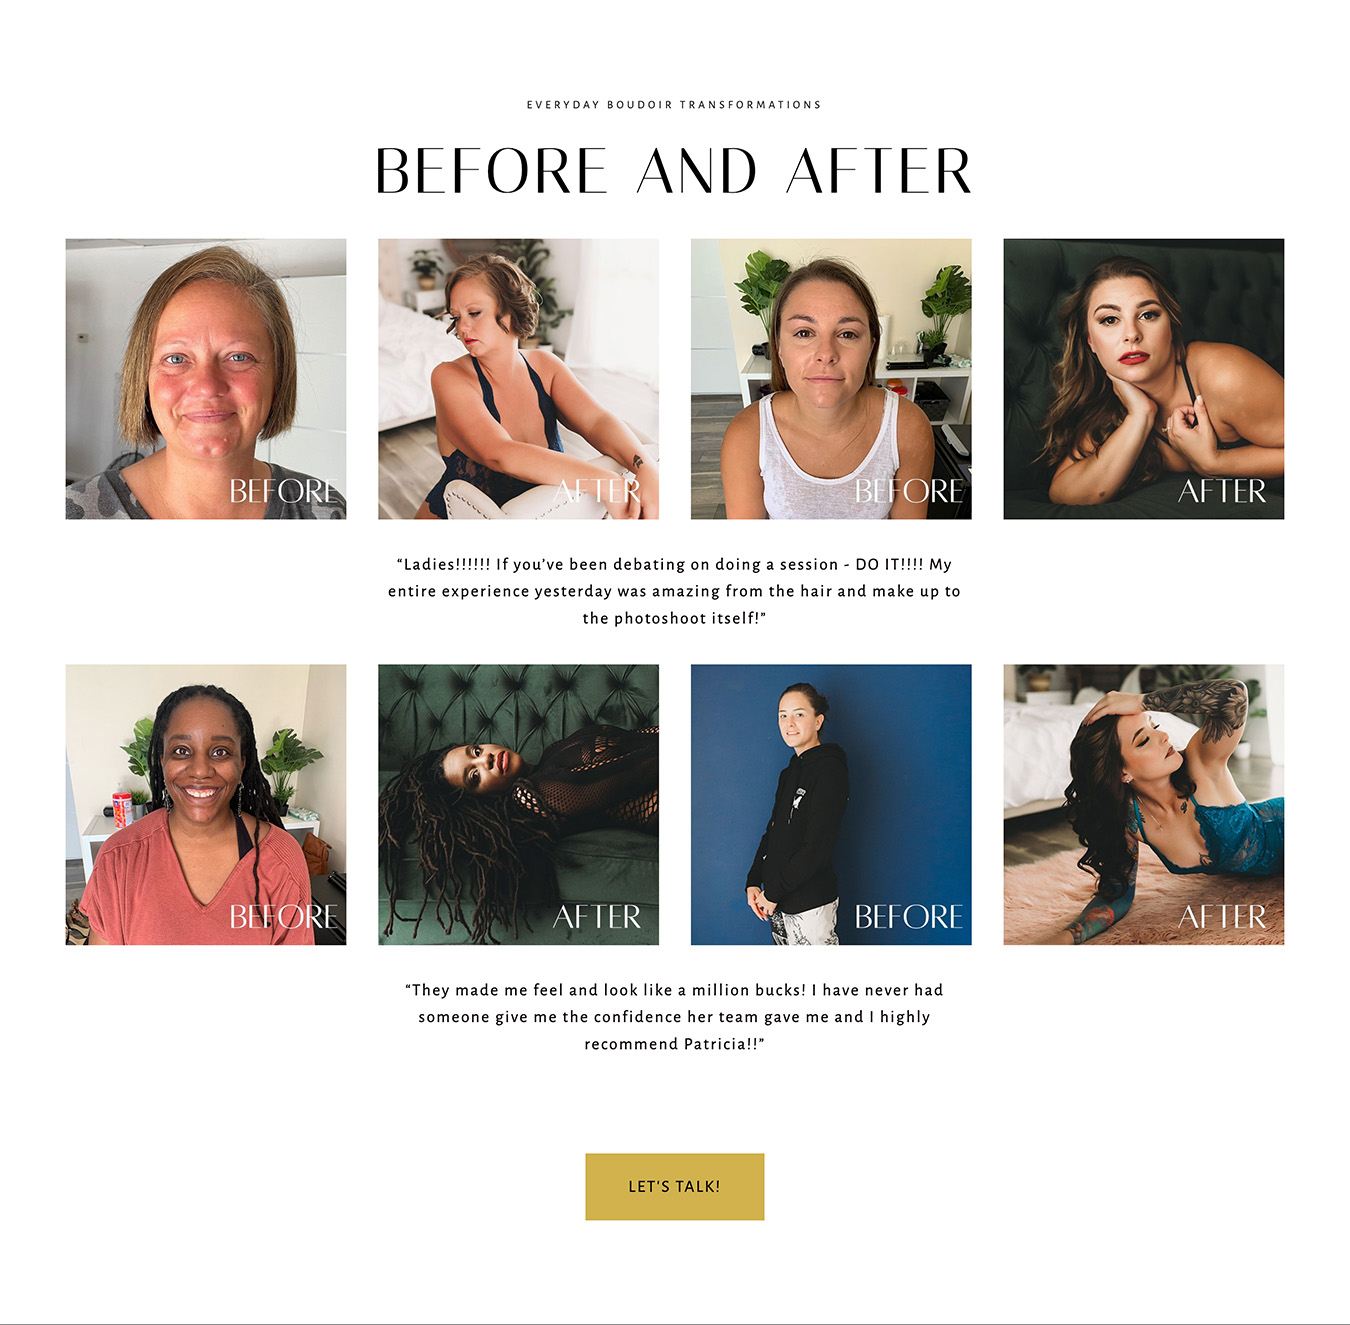 EVERYDAY BOUDOIR TRANSFORMATIONS
BEFORE AND AFTER
BEFORE
AFTER
BEFORE
AFTER
“Ladies!!!!!! If you’ve been debating on doing a session - DO IT!!!! My
entire experience yesterday was amazing from the hair and make up to
the photoshoot itself!”
BEFORE
AFTER
BEFORE
AFTER
“They made me feel and look like a million bucks! I have never had
someone give me the confidence her team gave me and I highly
recommend Patricia!!”
LET'S TALK!